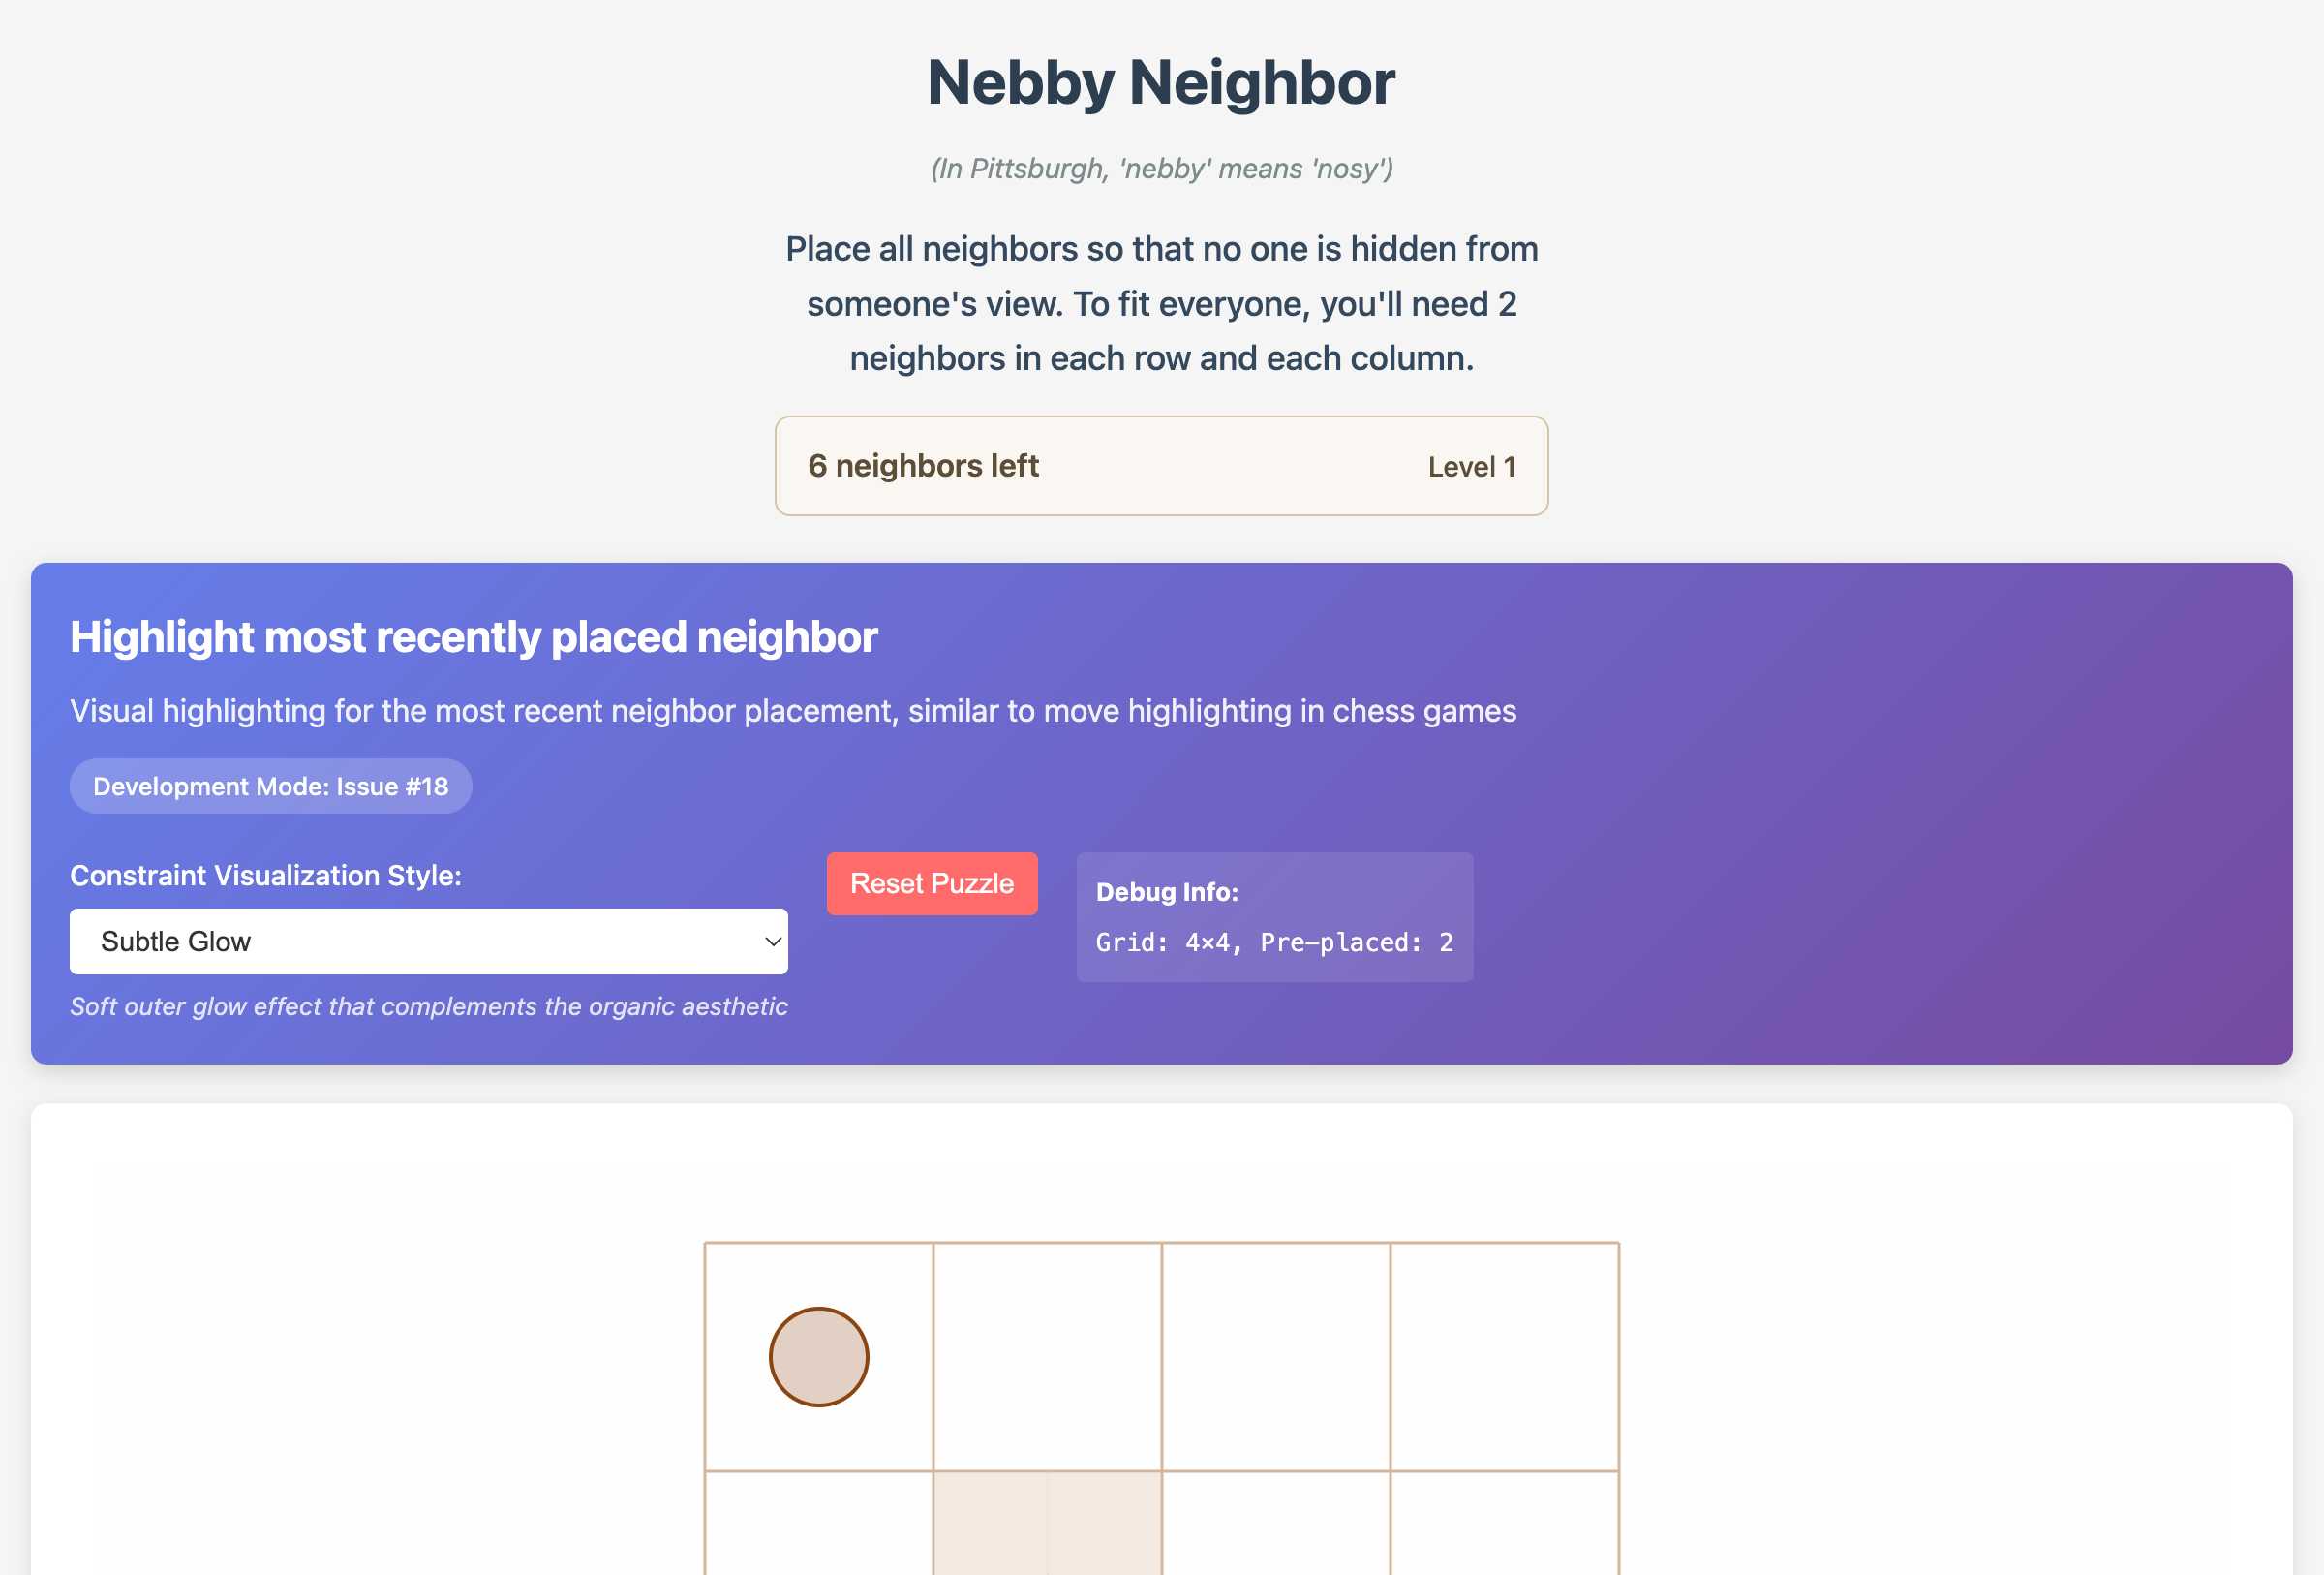 Nebby Neighbor
(In Pittsburgh, 'nebby' means 'nosy')
Place all neighbors so that no one is hidden from
someone's view. To fit everyone, you'll need 2
neighbors in each row and each column.
6 neighbors left
Level 1
Highlight most recently placed neighbor
Visual highlighting for the most recent neighbor placement, similar to move highlighting in chess games
Development Mode: Issue #18
Constraint Visualization Style:
Subtle Glow
Soft outer glow effect that complements the organic aesthetic
Reset Puzzle
Debug Info:
Grid: 4×4, Pre-placed: 2